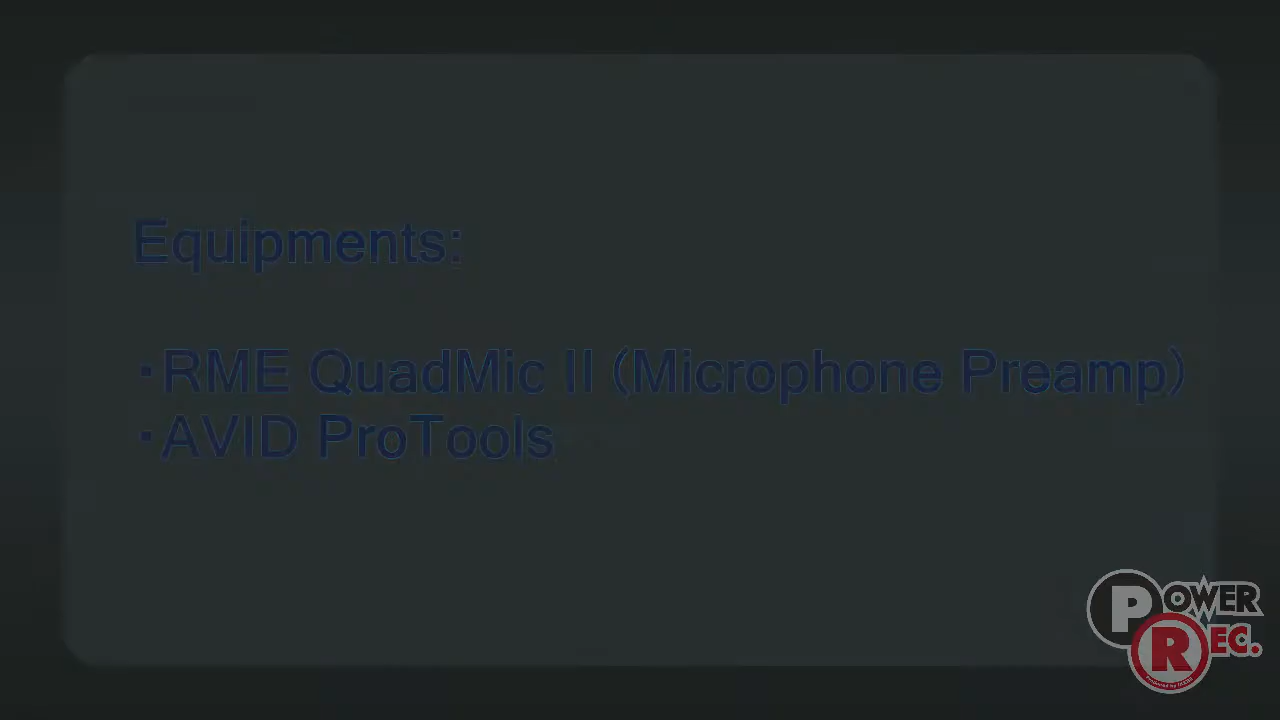 Equipments:
・RME QuadMic II (Microphone Preamp)
・AVID ProTools
POWER
REC.